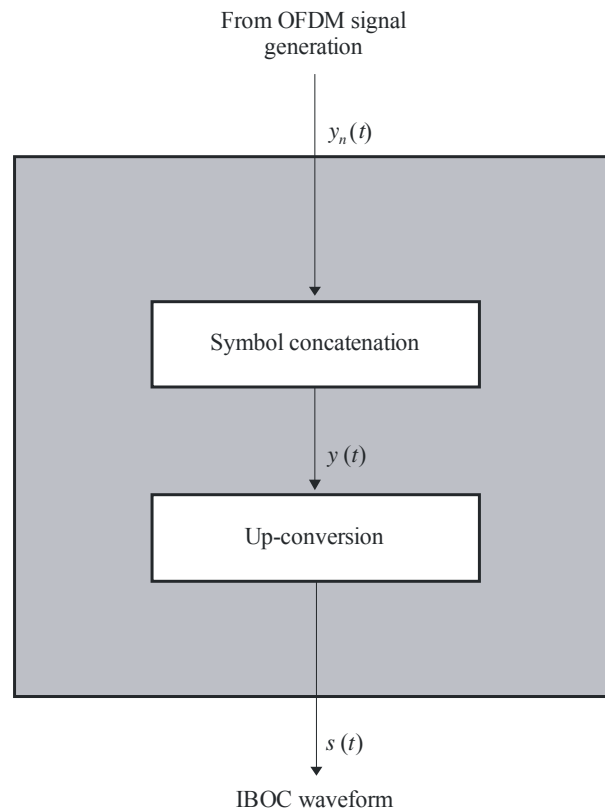 From OFDM signal
generation
yₙ(t)
Symbol concatenation
y (t)
Up-conversion
s (t)
IBOC waveform